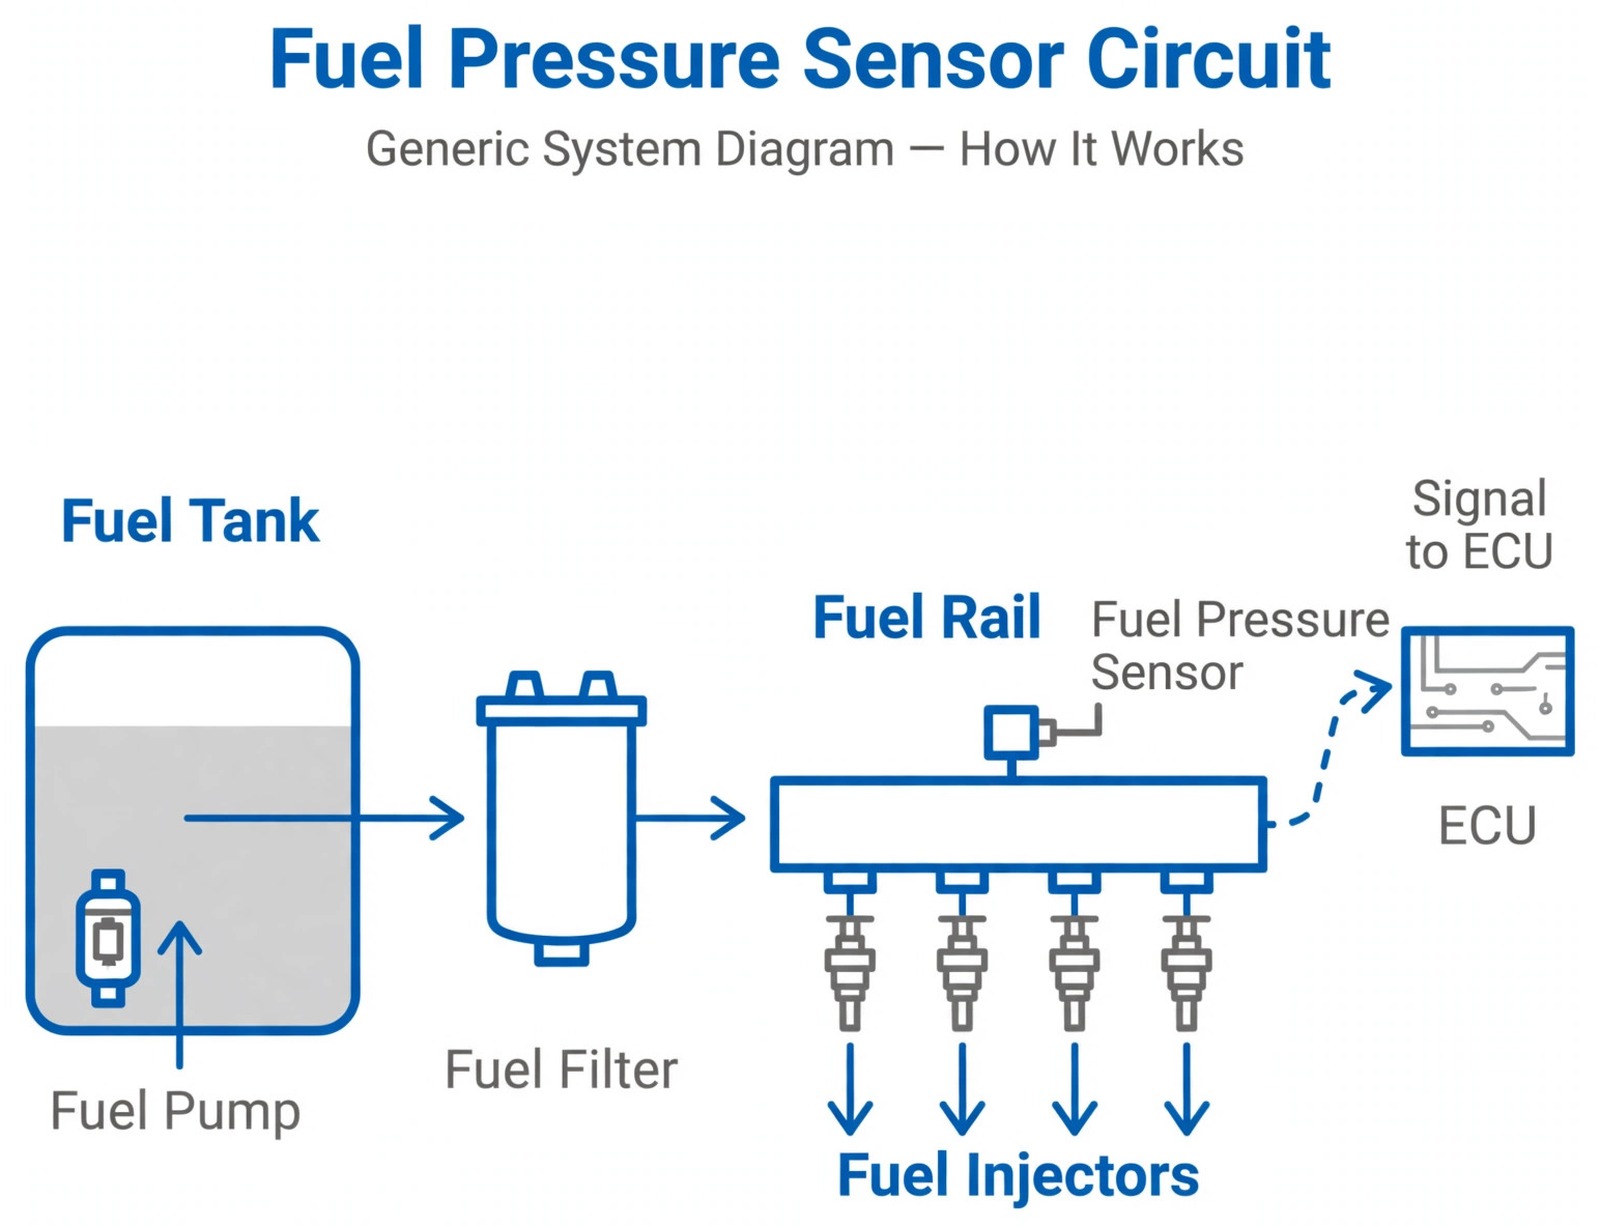 Fuel Pressure Sensor Circuit
Generic System Diagram — How It Works
Fuel Tank
Signal
to ECU
Fuel Rail
Fuel Pressure
Sensor
ECU
Fuel Filter
Fuel Pump
Fuel Injectors